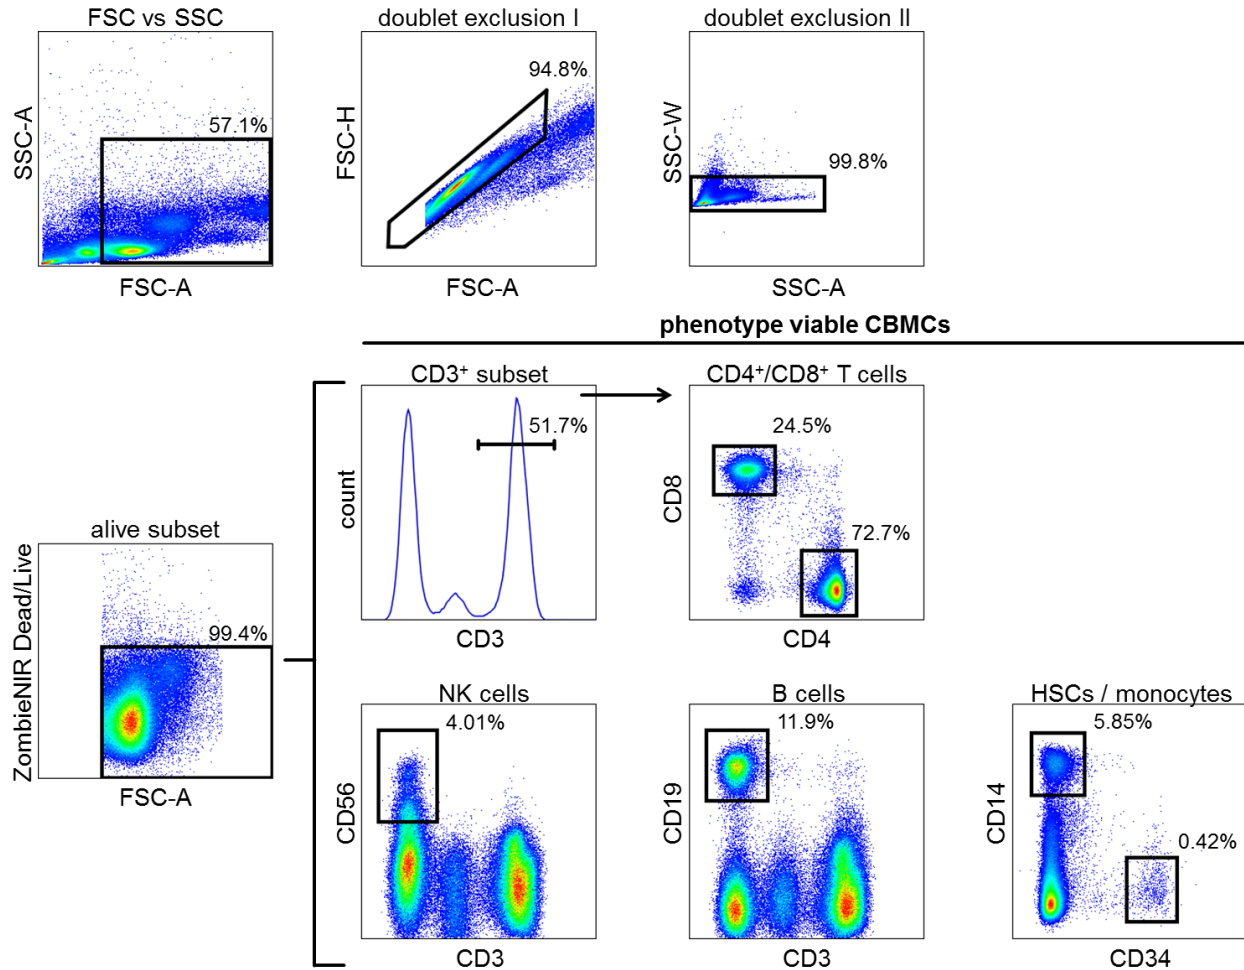 FSC vs SSC
doublet exclusion I
doublet exclusion II
57.1%
94.8%
99.8%
SSC-A
FSC-H
SSC-W
FSC-A
FSC-A
SSC-A
phenotype viable CBMCs
CD3⁺ subset
CD4⁺/CD8⁺ T cells
51.7%
24.5%
72.7%
count
CD8
CD3
CD4
alive subset
99.4%
ZombieNIR Dead/Live
FSC-A
NK cells
B cells
HSCs / monocytes
4.01%
11.9%
5.85%
0.42%
CD56
CD19
CD14
CD3
CD3
CD34